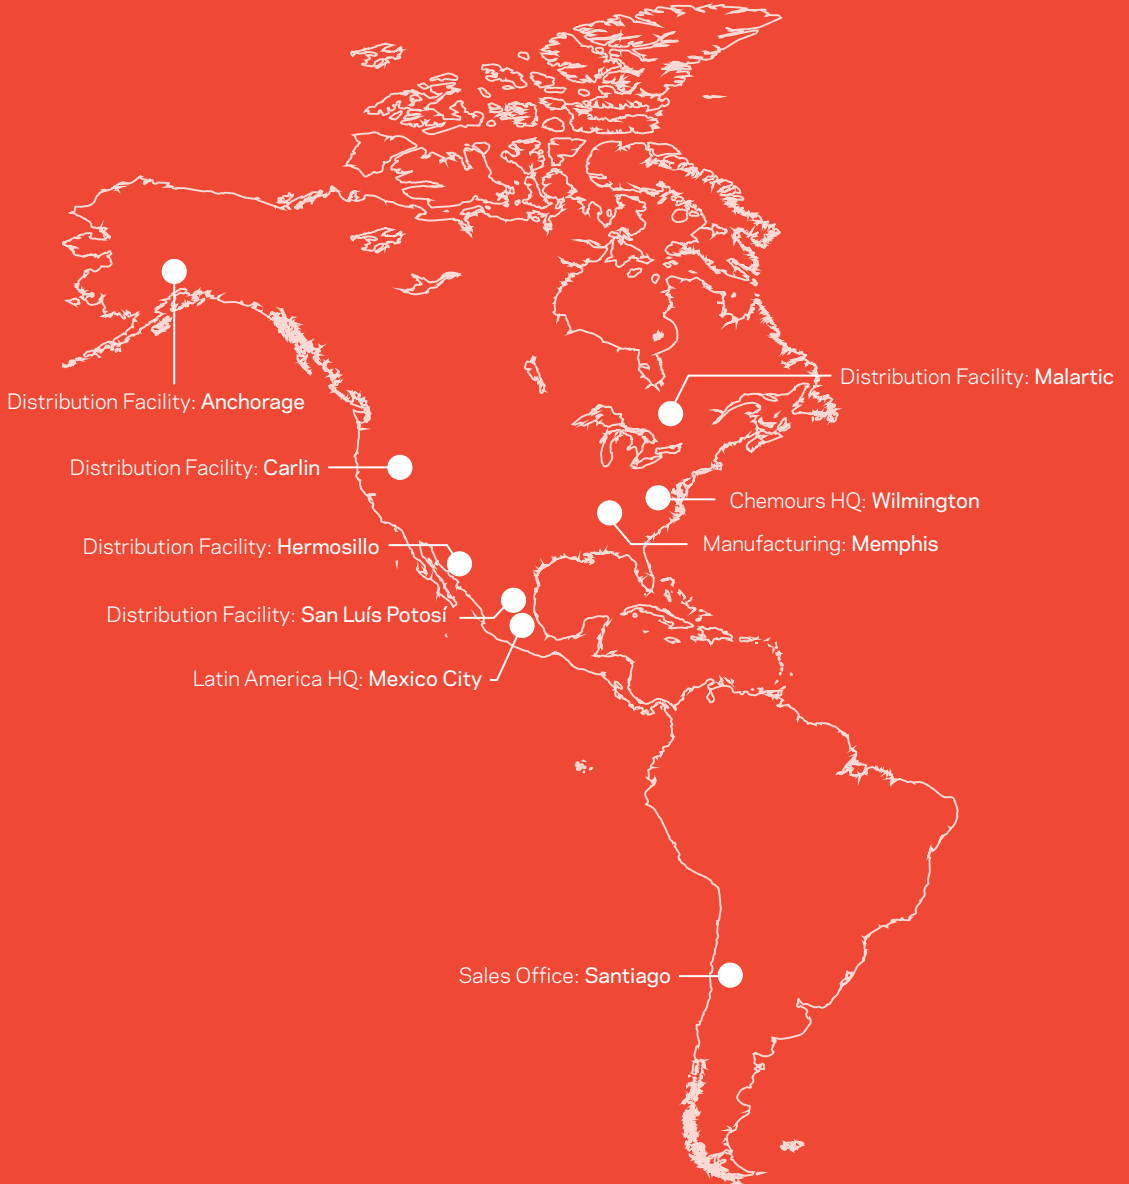 Distribution Facility: Malartic
Distribution Facility: Anchorage
Distribution Facility: Carlin
Chemours HQ: Wilmington
Manufacturing: Memphis
Distribution Facility: Hermosillo
Distribution Facility: San Luís Potosí
Latin America HQ: Mexico City
Sales Office: Santiago